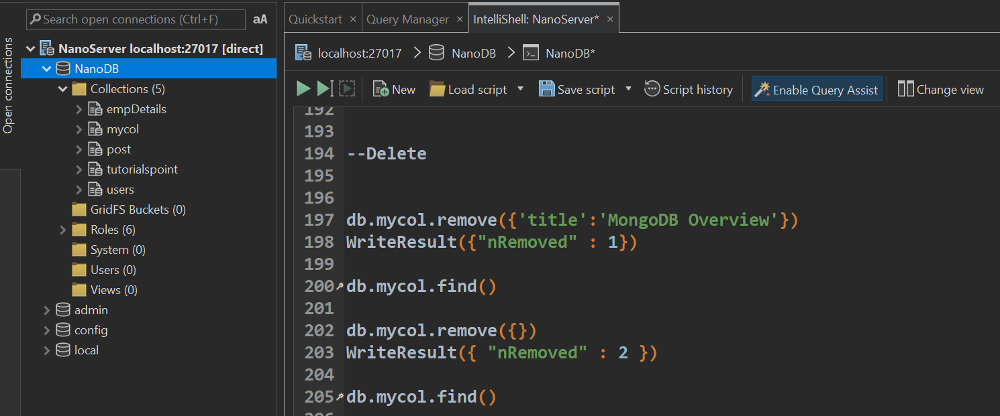 Open connections
Search open connections (Ctrl+F)
aA
NanoServer localhost:27017 [direct]
NanoDB
Collections (5)
empDetails
mycol
post
tutorialspoint
users
GridFS Buckets (0)
Roles (6)
System (0)
Users (0)
Views (0)
admin
config
local
Quickstart × Query Manager × IntelliShell: NanoServer* ×
localhost:27017 > NanoDB > NanoDB*
New Load script Save script Script history Enable Query Assist Change view
192
193
194 --Delete
195
196
197 db.mycol.remove({'title':'MongoDB Overview'})
198 WriteResult({"nRemoved" : 1})
199
200 db.mycol.find()
201
202 db.mycol.remove({})
203 WriteResult({ "nRemoved" : 2 })
204
205 db.mycol.find()